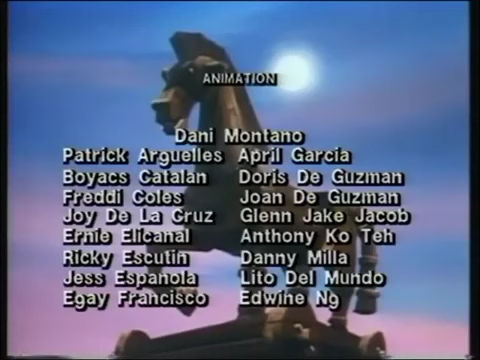 ANIMATION
Dani Montano
Patrick Arguelles April Garcia
Boyacs Catalan Doris De Guzman
Freddi Coles Joan De Guzman
Joy De La Cruz Glenn Jake Jacob
Ernie Elicanal Anthony Ko Teh
Ricky Escutin Danny Milla
Jess Espanola Lito Del Mundo
Egay Francisco Edwine Ng